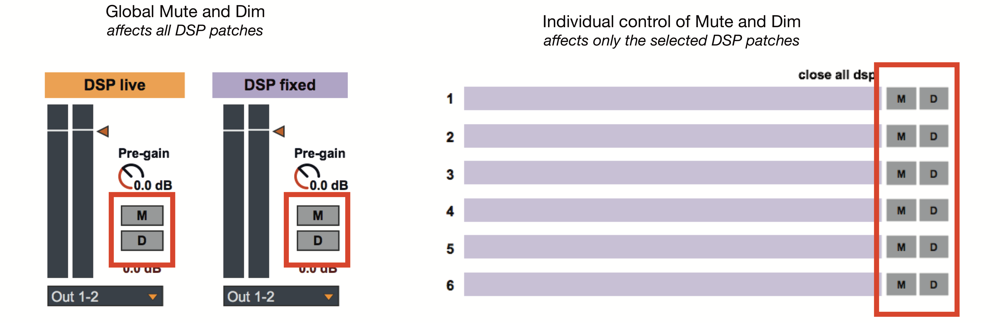 Global Mute and Dim
affects all DSP patches
DSP live
Pre-gain
0.0 dB
M
D
0.0 dB
Out 1-2
DSP fixed
Pre-gain
0.0 dB
M
D
0.0 dB
Out 1-2
Individual control of Mute and Dim
affects only the selected DSP patches
close all dsp
1 M D
2 M D
3 M D
4 M D
5 M D
6 M D